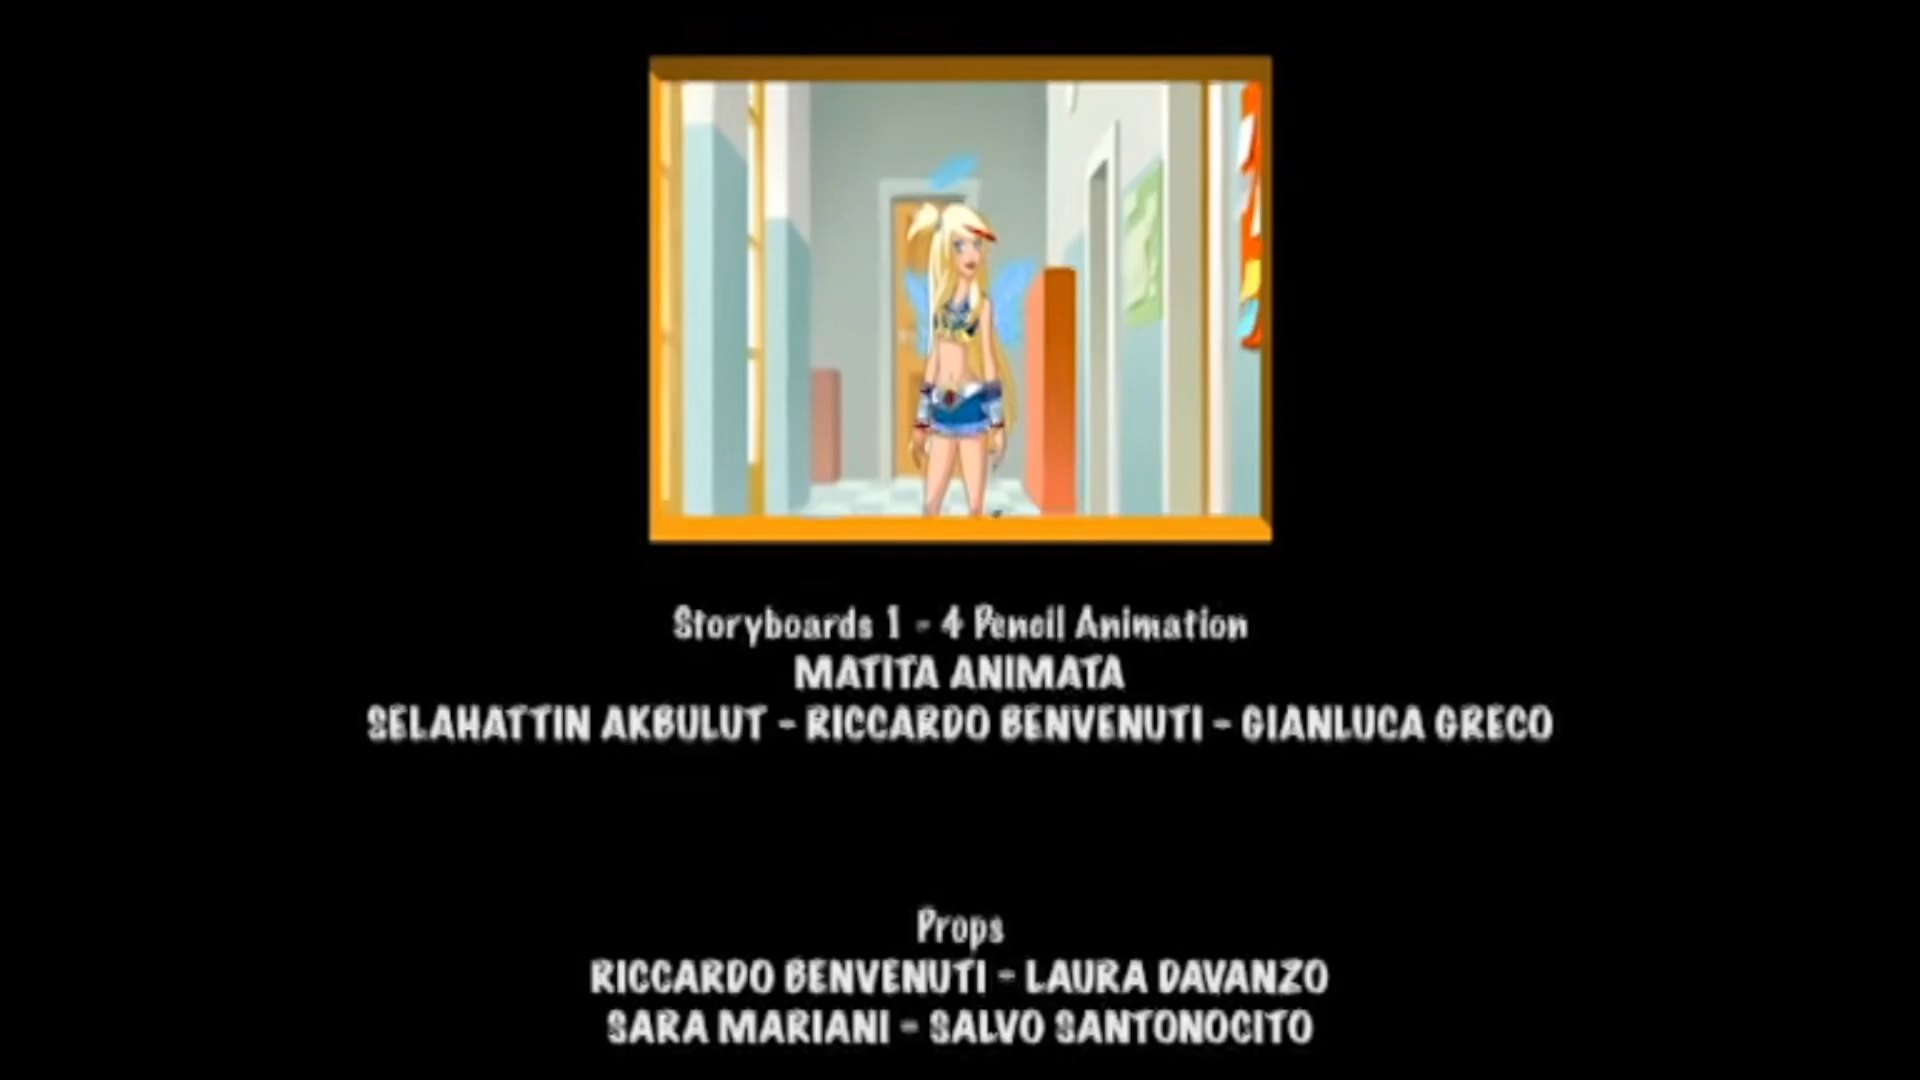 Storyboards 1 - 4 Pencil Animation
MATITA ANIMATA
SELAHATTIN AKBULUT - RICCARDO BENVENUTI - GIANLUCA GRECO
Props
RICCARDO BENVENUTI - LAURA DAVANZO
SARA MARIANI - SALVO SANTONOCITO